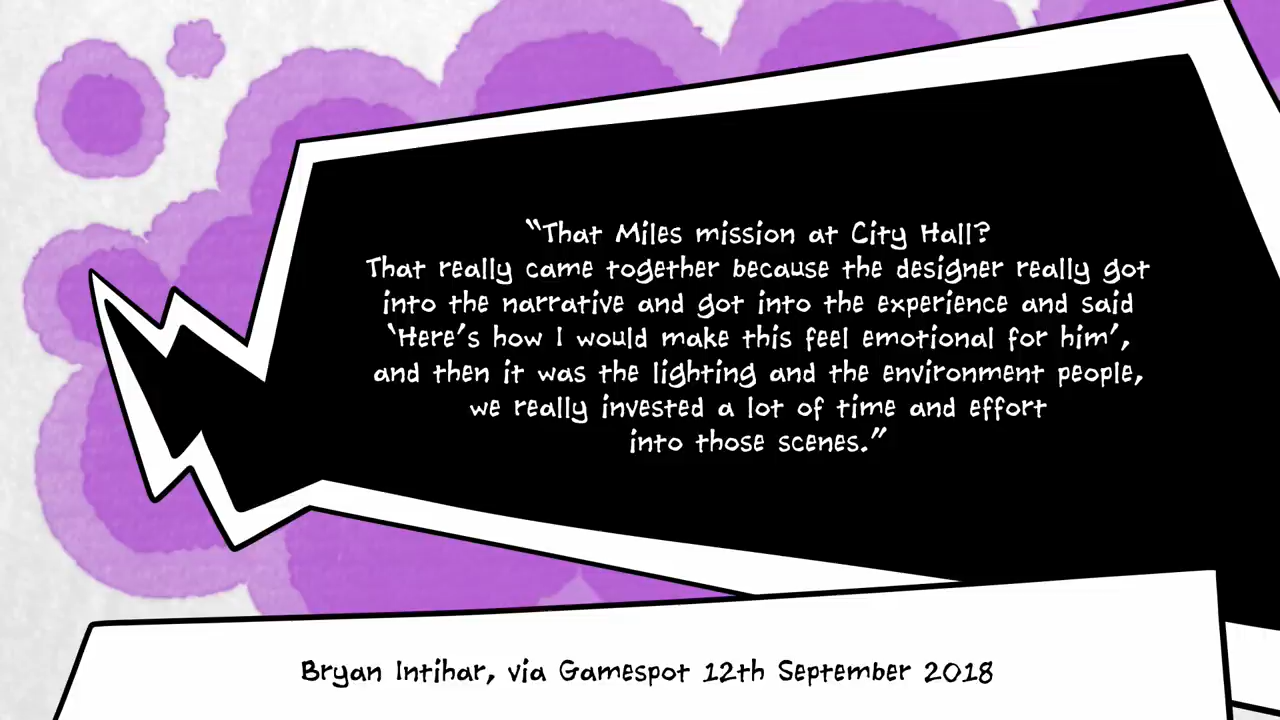 “That Miles mission at City Hall?
That really came together because the designer really got
into the narrative and got into the experience and said
‘Here’s how I would make this feel emotional for him’,
and then it was the lighting and the environment people,
we really invested a lot of time and effort
into those scenes.”
Bryan Intihar, via Gamespot 12th September 2018